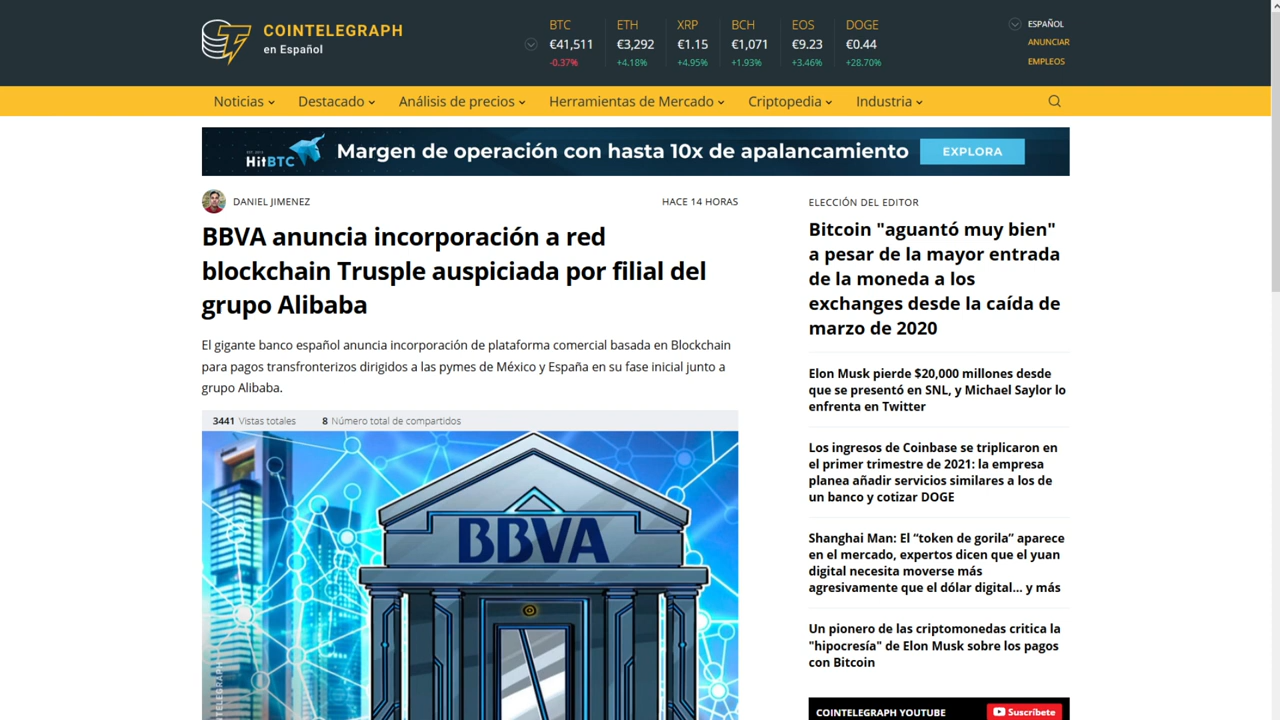 COINTELEGRAPH
en Español
BTC
€41,511
-0.37%
ETH
€3,292
+4.18%
XRP
€1.15
+4.95%
BCH
€1,071
+1.93%
EOS
€9.23
+3.46%
DOGE
€0.44
+28.70%
ESPAÑOL
ANUNCIAR
EMPLEOS
Noticias
Destacado
Análisis de precios
Herramientas de Mercado
Criptopedia
Industria
HitBTC
Margen de operación con hasta 10x de apalancamiento
EXPLORA
DANIEL JIMENEZ
HACE 14 HORAS
BBVA anuncia incorporación a red
blockchain Trusple auspiciada por filial del
grupo Alibaba
El gigante banco español anuncia incorporación de plataforma comercial basada en Blockchain
para pagos transfronterizos dirigidos a las pymes de México y España en su fase inicial junto a
grupo Alibaba.
3441 Vistas totales
8 Número total de compartidos
BBVA
ELECCIÓN DEL EDITOR
Bitcoin "aguantó muy bien"
a pesar de la mayor entrada
de la moneda a los
exchanges desde la caída de
marzo de 2020
Elon Musk pierde $20,000 millones desde
que se presentó en SNL, y Michael Saylor lo
enfrenta en Twitter
Los ingresos de Coinbase se triplicaron en
el primer trimestre de 2021: la empresa
planea añadir servicios similares a los de
un banco y cotizar DOGE
Shanghai Man: El “token de gorila” aparece
en el mercado, expertos dicen que el yuan
digital necesita moverse más
agresivamente que el dólar digital... y más
Un pionero de las criptomonedas critica la
"hipocresía" de Elon Musk sobre los pagos
con Bitcoin
COINTELEGRAPH YOUTUBE
Suscríbete